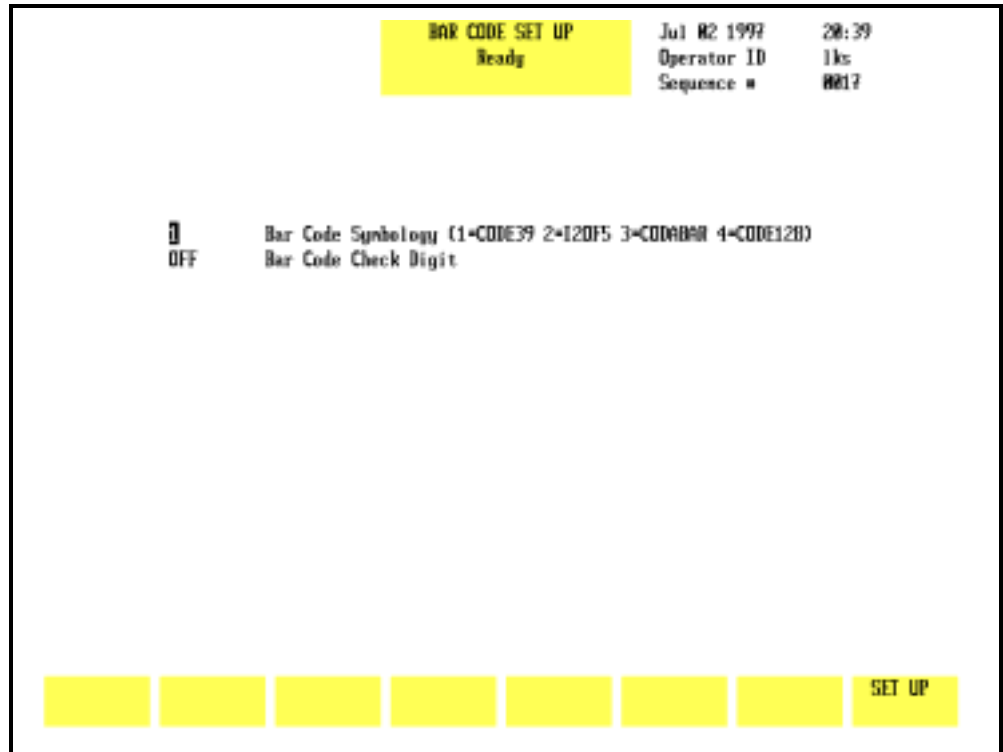 BAR CODE SET UP
Ready
Jul 02 1997 20:39
Operator ID lks
Sequence # 0017
1 Bar Code Symbology (1=CODE39 2=I2OF5 3=CODABAR 4=CODE128)
OFF Bar Code Check Digit
SET UP